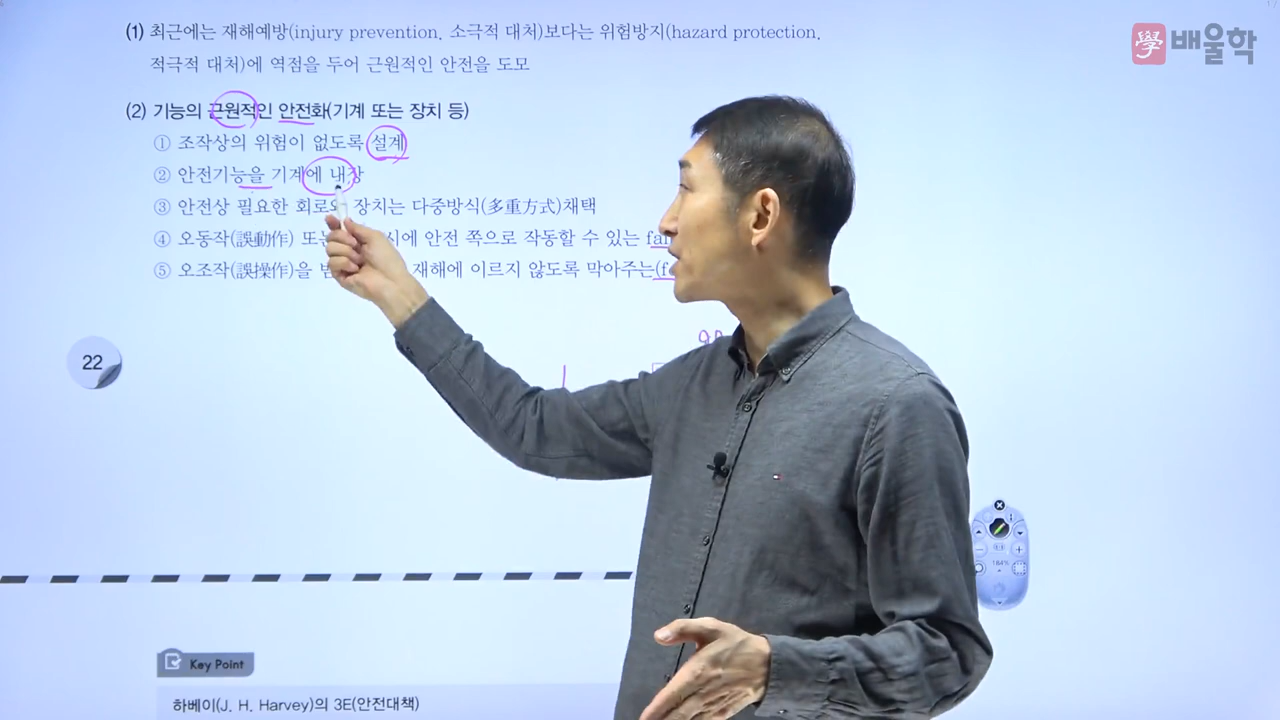 (1) 최근에는 재해예방(injury prevention. 소극적 대처)보다는 위험방지(hazard protection.
學 배울학
적극적 대처)에 역점을 두어 근원적인 안전을 도모
(2) 기능의 근원적인 안전화(기계 또는 장치 등)
① 조작상의 위험이 없도록 설계
② 안전기능을 기계에 내장
③ 안전상 필요한 회로와 장치는 다중방식(多重方式)채택
④ 오동작(誤動作) 시에 안전 쪽으로 작동할 수 있는
⑤ 오조작(誤操作)을 재해에 이르지 않도록 막아주는
22
184%
Key Point
하베이(J. H. Harvey)의 3E(안전대책)